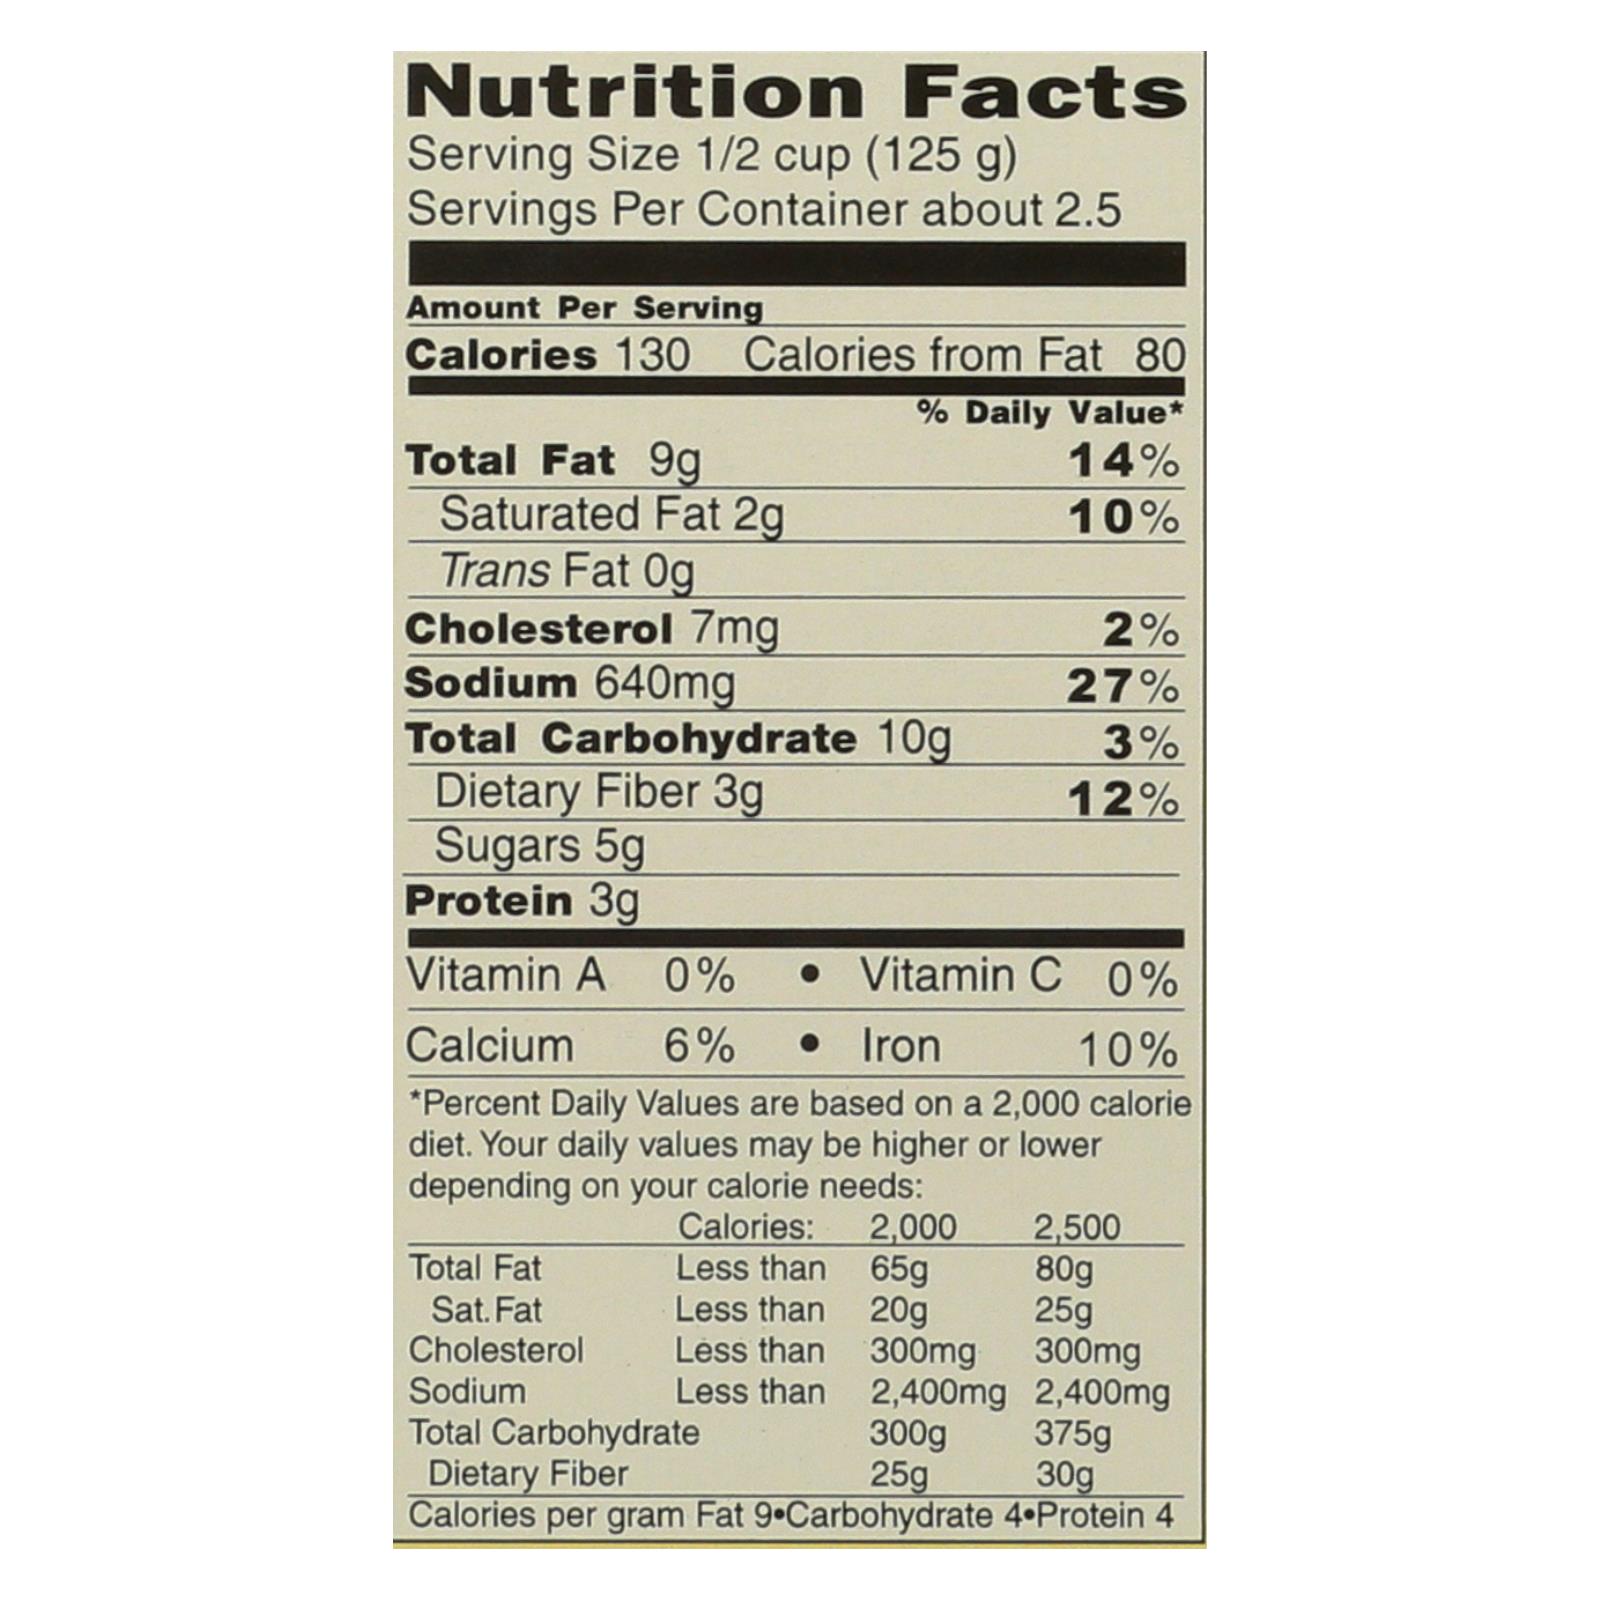 Nutrition Facts
Serving Size 1/2 cup (125 g)
Servings Per Container about 2.5
Amount Per Serving
Calories 130 Calories from Fat 80
% Daily Value*
Total Fat 9g 14%
Saturated Fat 2g 10%
Trans Fat 0g
Cholesterol 7mg 2%
Sodium 640mg 27%
Total Carbohydrate 10g 3%
Dietary Fiber 3g 12%
Sugars 5g
Protein 3g
Vitamin A 0% • Vitamin C 0%
Calcium 6% • Iron 10%
*Percent Daily Values are based on a 2,000 calorie
diet. Your daily values may be higher or lower
depending on your calorie needs:
Calories: 2,000 2,500
Total Fat Less than 65g 80g
Sat. Fat Less than 20g 25g
Cholesterol Less than 300mg 300mg
Sodium Less than 2,400mg 2,400mg
Total Carbohydrate 300g 375g
Dietary Fiber 25g 30g
Calories per gram Fat 9•Carbohydrate 4•Protein 4